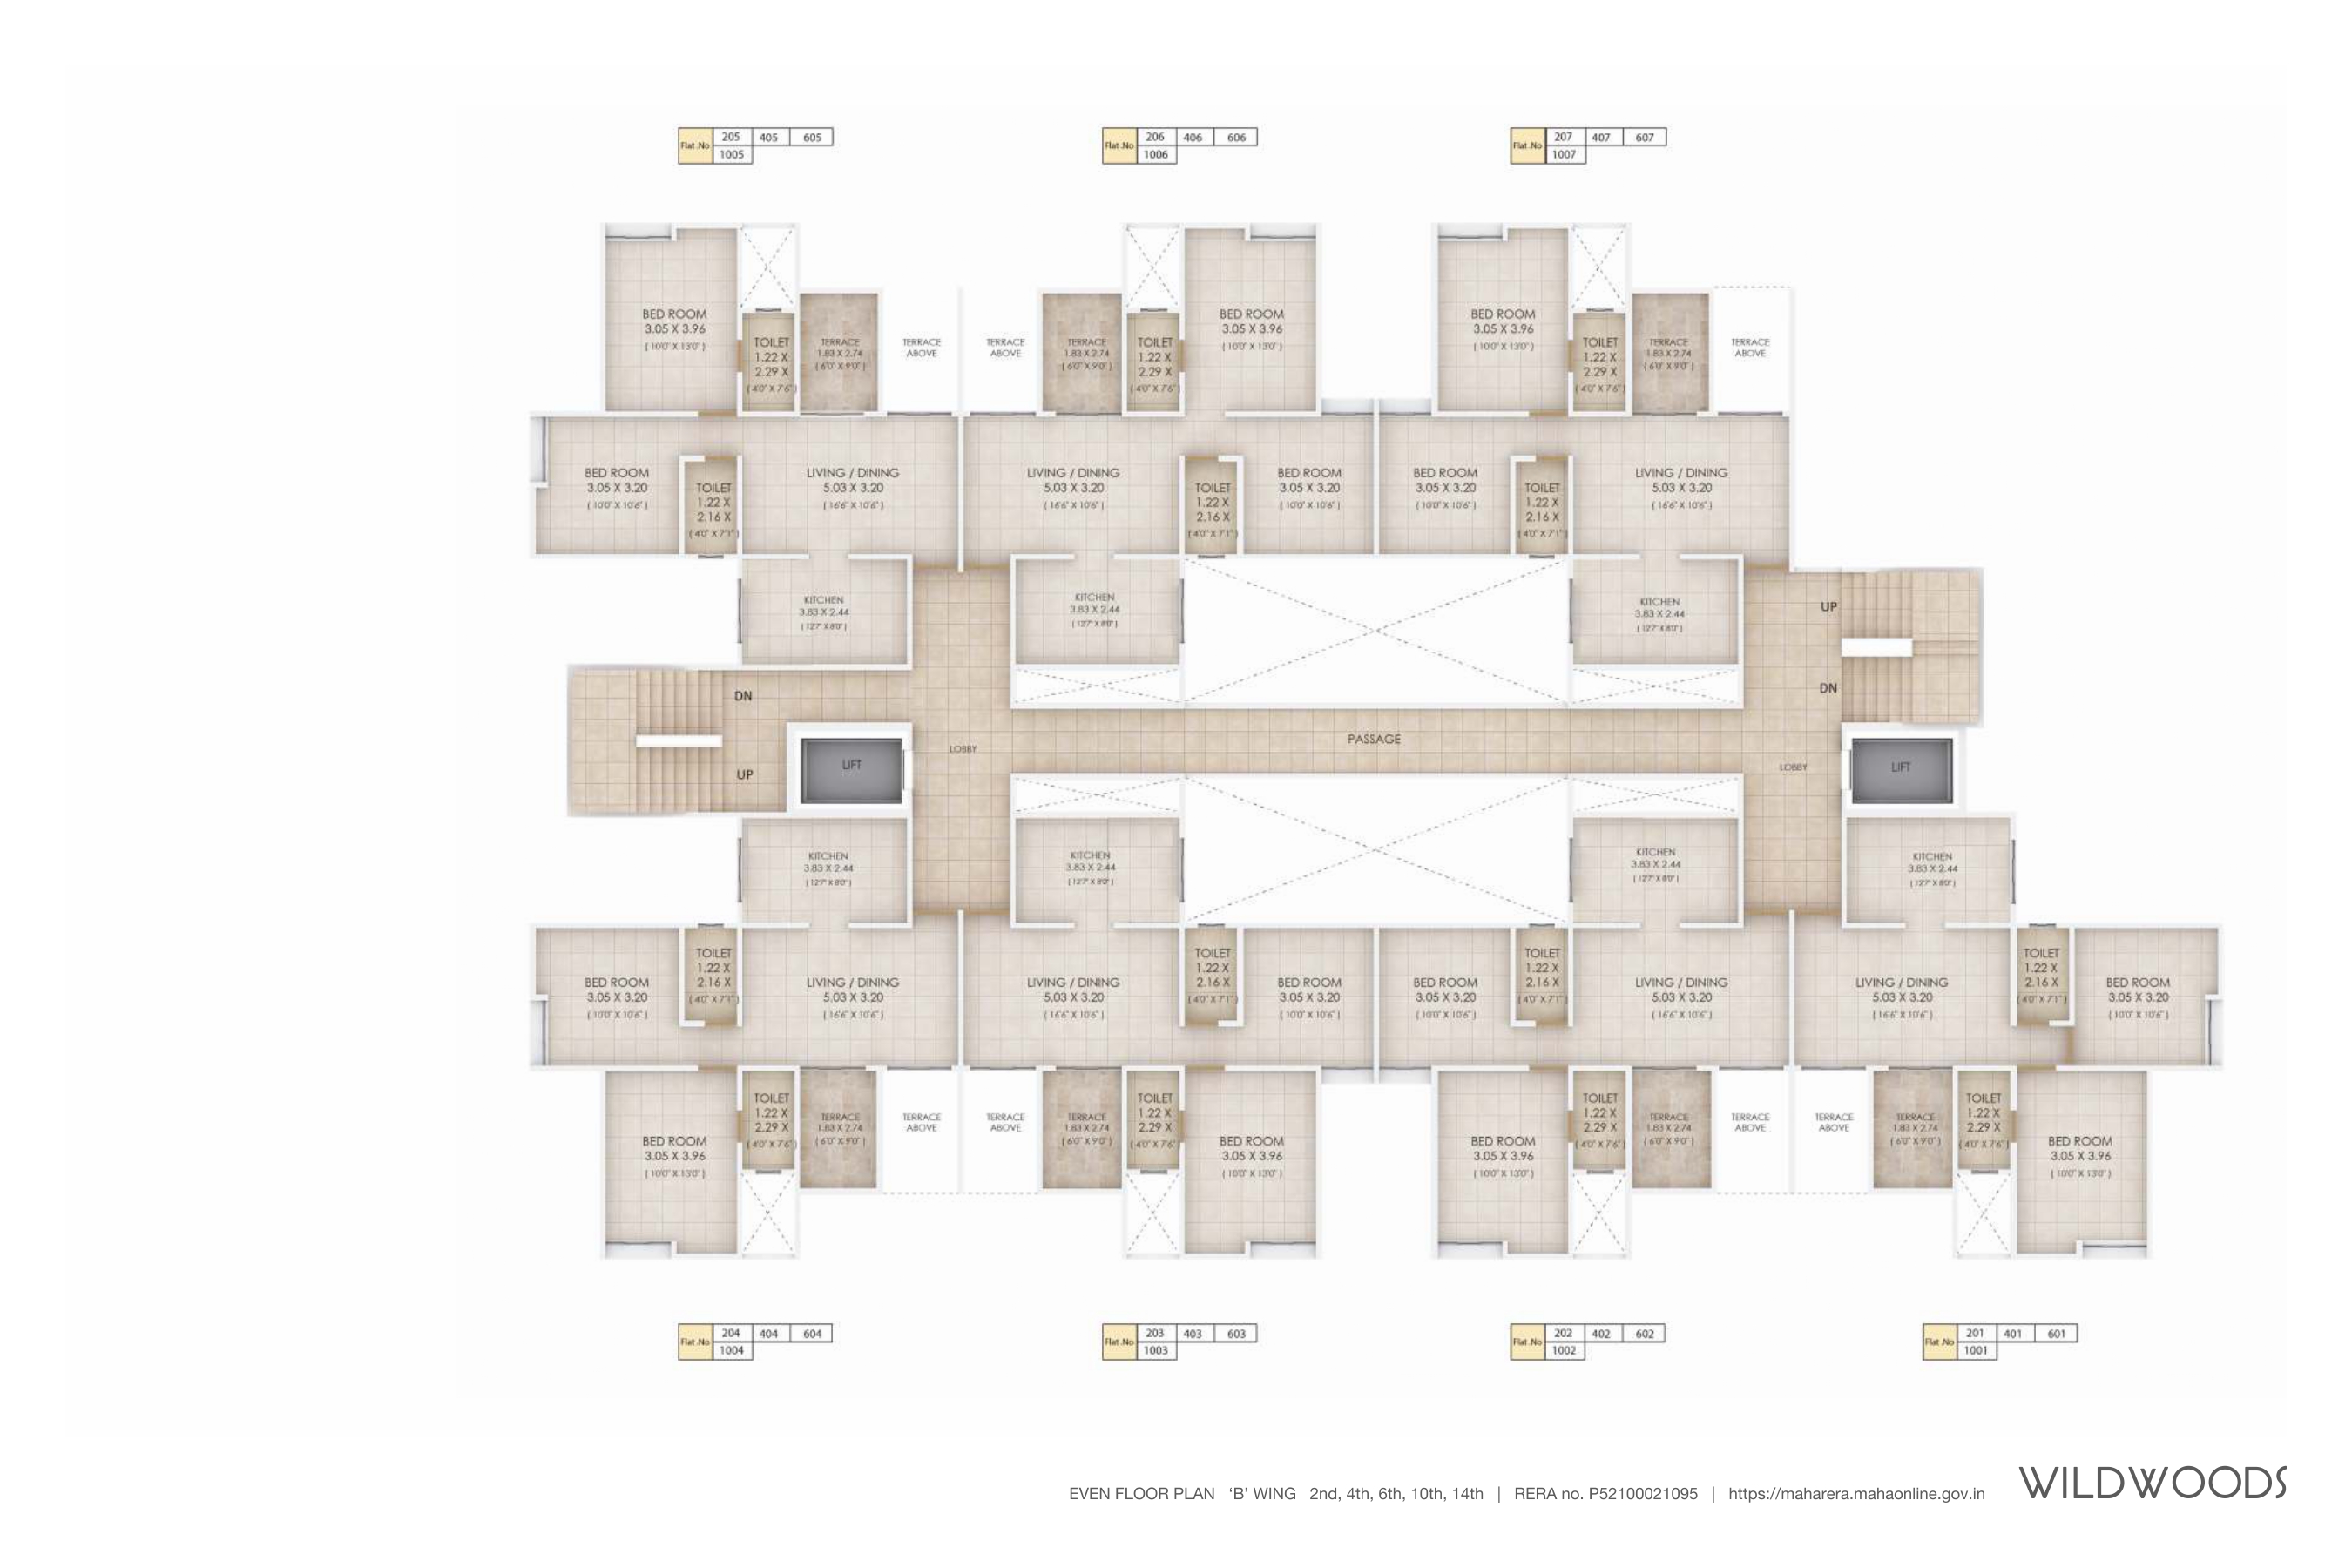 Flat .No 205 405 605
1005
Flat .No 206 406 606
1006
Flat .No 207 407 607
1007
BED ROOM
3.05 X 3.96
( 10'0" X 13'0" )
TOILET
1.22 X
2.29 X
( 4'0" X 7'6" )
TERRACE
1.83 X 2.74
( 6'0" X 9'0" )
TERRACE
ABOVE
TERRACE
ABOVE
TERRACE
1.83 X 2.74
( 6'0" X 9'0" )
TOILET
1.22 X
2.29 X
( 4'0" X 7'6" )
BED ROOM
3.05 X 3.96
( 10'0" X 13'0" )
BED ROOM
3.05 X 3.96
( 10'0" X 13'0" )
TOILET
1.22 X
2.29 X
( 4'0" X 7'6" )
TERRACE
1.83 X 2.74
( 6'0" X 9'0" )
TERRACE
ABOVE
BED ROOM
3.05 X 3.20
( 10'0" X 10'6" )
TOILET
1.22 X
2.16 X
( 4'0" X 7'1" )
LIVING / DINING
5.03 X 3.20
( 16'6" X 10'6" )
LIVING / DINING
5.03 X 3.20
( 16'6" X 10'6" )
TOILET
1.22 X
2.16 X
( 4'0" X 7'1" )
BED ROOM
3.05 X 3.20
( 10'0" X 10'6" )
BED ROOM
3.05 X 3.20
( 10'0" X 10'6" )
TOILET
1.22 X
2.16 X
( 4'0" X 7'1" )
LIVING / DINING
5.03 X 3.20
( 16'6" X 10'6" )
KITCHEN
3.83 X 2.44
( 12'7" X 8'0" )
KITCHEN
3.83 X 2.44
( 12'7" X 8'0" )
KITCHEN
3.83 X 2.44
( 12'7" X 8'0" )
UP
DN
DN
UP
LIFT
LOBBY
PASSAGE
LOBBY
LIFT
KITCHEN
3.83 X 2.44
( 12'7" X 8'0" )
KITCHEN
3.83 X 2.44
( 12'7" X 8'0" )
KITCHEN
3.83 X 2.44
( 12'7" X 8'0" )
KITCHEN
3.83 X 2.44
( 12'7" X 8'0" )
BED ROOM
3.05 X 3.20
( 10'0" X 10'6" )
TOILET
1.22 X
2.16 X
( 4'0" X 7'1" )
LIVING / DINING
5.03 X 3.20
( 16'6" X 10'6" )
LIVING / DINING
5.03 X 3.20
( 16'6" X 10'6" )
TOILET
1.22 X
2.16 X
( 4'0" X 7'1" )
BED ROOM
3.05 X 3.20
( 10'0" X 10'6" )
BED ROOM
3.05 X 3.20
( 10'0" X 10'6" )
TOILET
1.22 X
2.16 X
( 4'0" X 7'1" )
LIVING / DINING
5.03 X 3.20
( 16'6" X 10'6" )
LIVING / DINING
5.03 X 3.20
( 16'6" X 10'6" )
TOILET
1.22 X
2.16 X
( 4'0" X 7'1" )
BED ROOM
3.05 X 3.20
( 10'0" X 10'6" )
BED ROOM
3.05 X 3.96
( 10'0" X 13'0" )
TOILET
1.22 X
2.29 X
( 4'0" X 7'6" )
TERRACE
1.83 X 2.74
( 6'0" X 9'0" )
TERRACE
ABOVE
TERRACE
ABOVE
TERRACE
1.83 X 2.74
( 6'0" X 9'0" )
TOILET
1.22 X
2.29 X
( 4'0" X 7'6" )
BED ROOM
3.05 X 3.96
( 10'0" X 13'0" )
BED ROOM
3.05 X 3.96
( 10'0" X 13'0" )
TOILET
1.22 X
2.29 X
( 4'0" X 7'6" )
TERRACE
1.83 X 2.74
( 6'0" X 9'0" )
TERRACE
ABOVE
TERRACE
ABOVE
TERRACE
1.83 X 2.74
( 6'0" X 9'0" )
TOILET
1.22 X
2.29 X
( 4'0" X 7'6" )
BED ROOM
3.05 X 3.96
( 10'0" X 13'0" )
Flat .No 204 404 604
1004
Flat .No 203 403 603
1003
Flat .No 202 402 602
1002
Flat .No 201 401 601
1001
EVEN FLOOR PLAN ‘B’ WING 2nd, 4th, 6th, 10th, 14th | RERA no. P52100021095 | https://maharera.mahaonline.gov.in
WILDWOODS